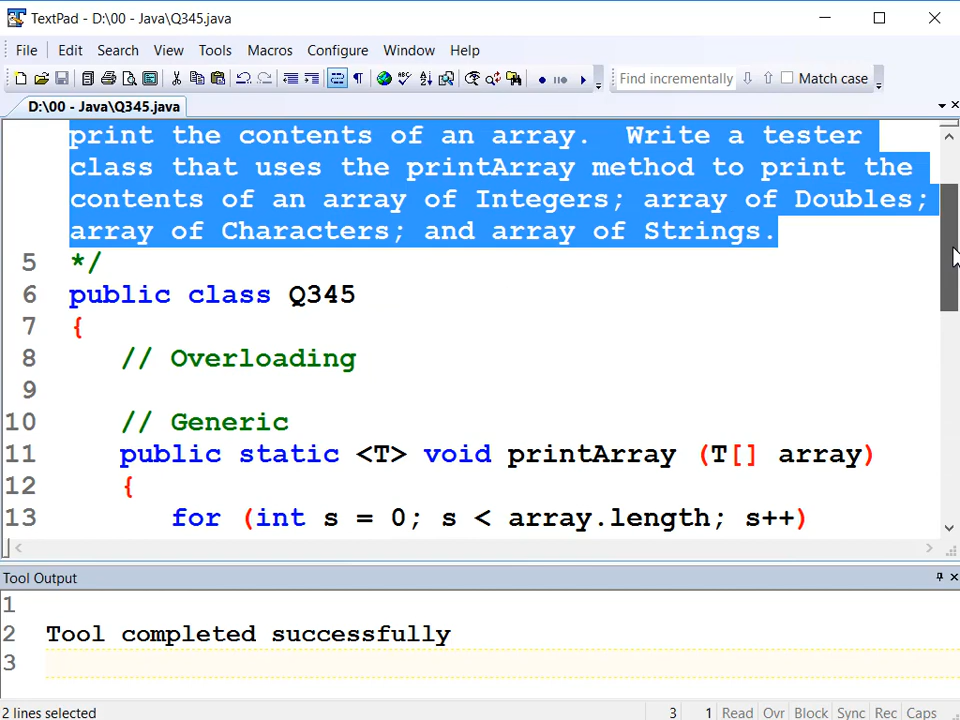 TextPad - D:\00 - Java\Q345.java
File Edit Search View Tools Macros Configure Window Help
Find incrementally Match case
D:\00 - Java\Q345.java
print the contents of an array.  Write a tester
class that uses the printArray method to print the
contents of an array of Integers; array of Doubles;
array of Characters; and array of Strings.
5 */
6 public class Q345
7 {
8 // Overloading
9
10 // Generic
11 public static <T> void printArray (T[] array)
12 {
13 for (int s = 0; s < array.length; s++)
Tool Output
1
2 Tool completed successfully
3
2 lines selected 3 1 Read Ovr Block Sync Rec Caps